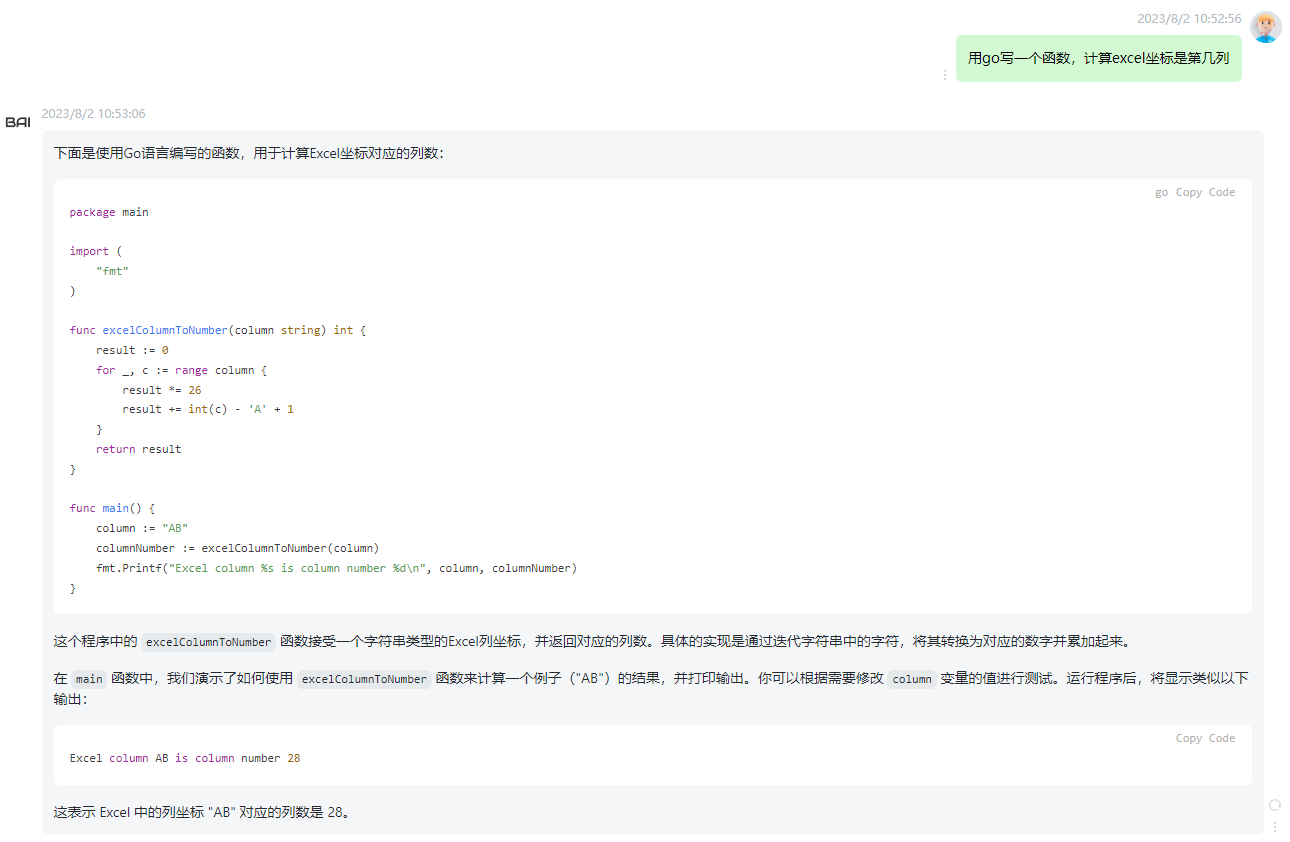 2023/8/2 10:52:56
用go写一个函数，计算excel坐标是第几列
BAI
2023/8/2 10:53:06
下面是使用Go语言编写的函数，用于计算Excel坐标对应的列数：
go Copy Code
package main
import (
    "fmt"
)
func excelColumnToNumber(column string) int {
    result := 0
    for _, c := range column {
        result *= 26
        result += int(c) - 'A' + 1
    }
    return result
}
func main() {
    column := "AB"
    columnNumber := excelColumnToNumber(column)
    fmt.Printf("Excel column %s is column number %d\n", column, columnNumber)
}
这个程序中的 excelColumnToNumber 函数接受一个字符串类型的Excel列坐标，并返回对应的列数。具体的实现是通过迭代字符串中的字符，将其转换为对应的数字并累加起来。
在 main 函数中，我们演示了如何使用 excelColumnToNumber 函数来计算一个例子（"AB"）的结果，并打印输出。你可以根据需要修改 column 变量的值进行测试。运行程序后，将显示类似以下
输出：
Copy Code
Excel column AB is column number 28
这表示 Excel 中的列坐标 "AB" 对应的列数是 28。